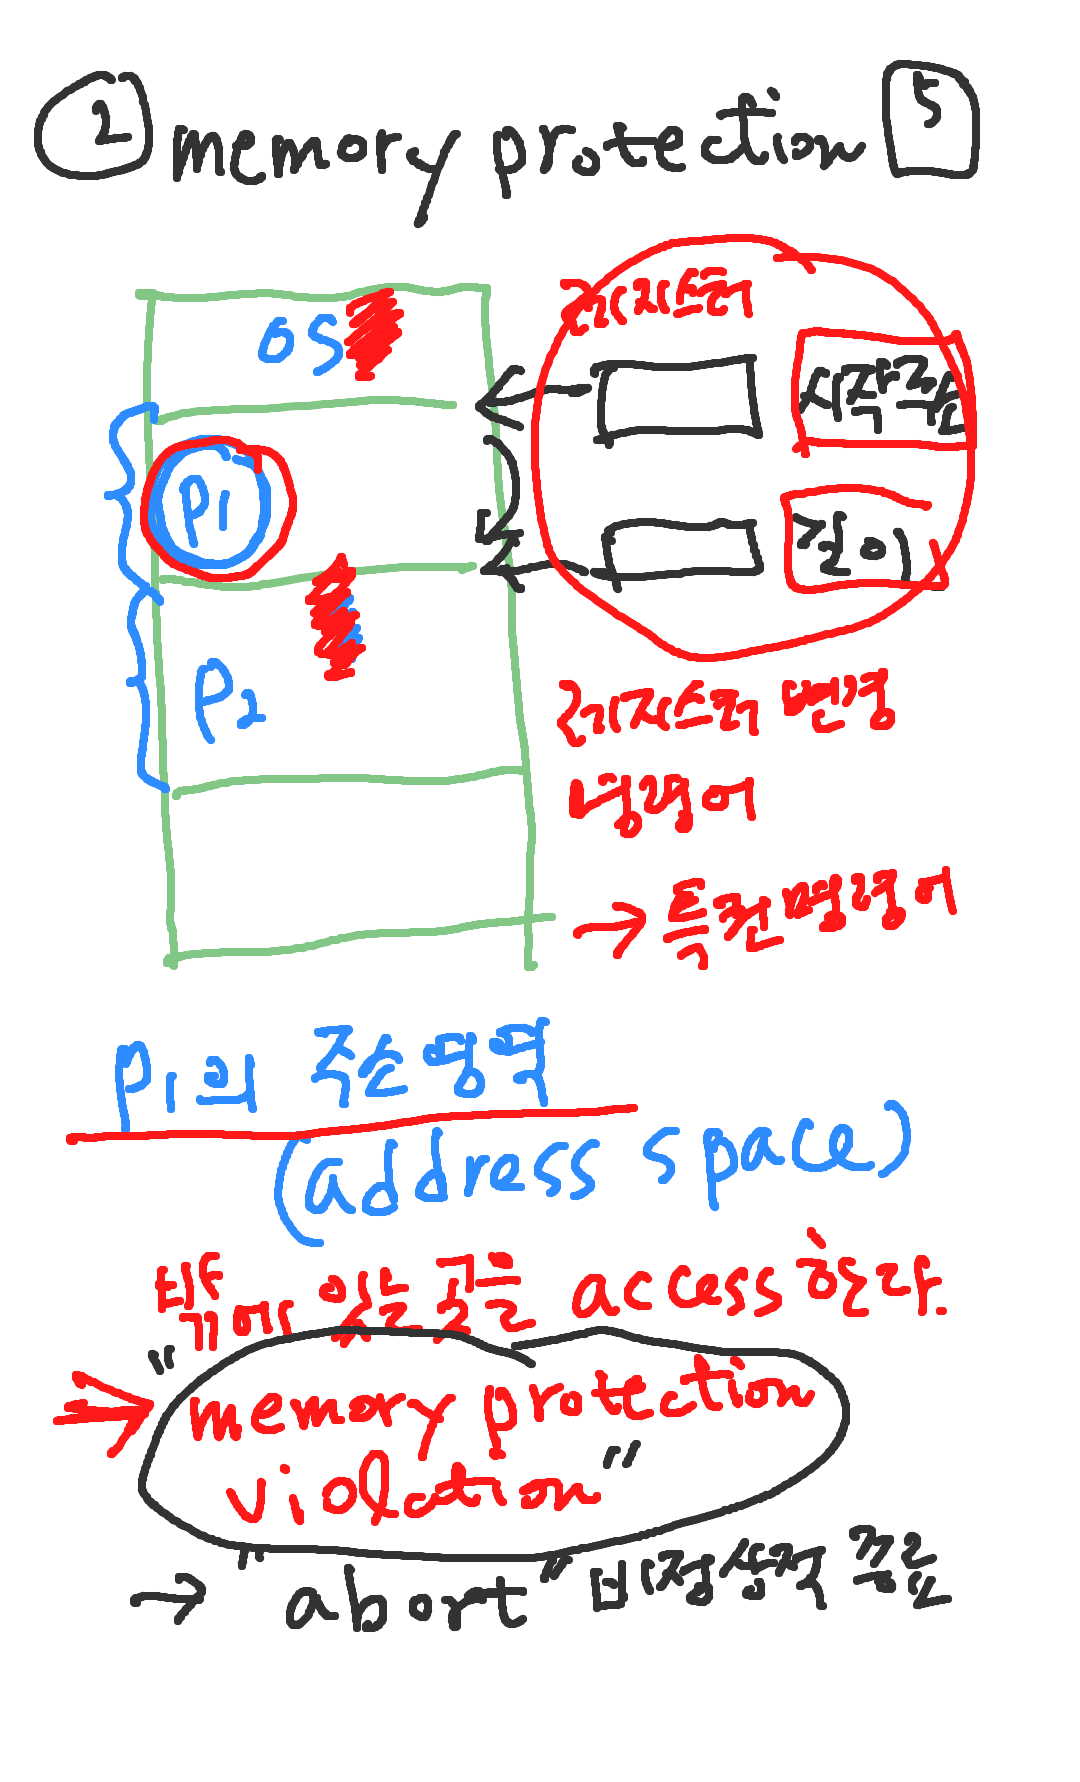 2 memory protection 5
레지스터
OS
시작주소
P1
길이
P2
레지스터 변경
명령어
→ 특권명령어
P1의 주소영역
(address space)
밖에 있는 곳을 access 한다.
"memory protection
violation"
→ "abort" 비정상적 종료